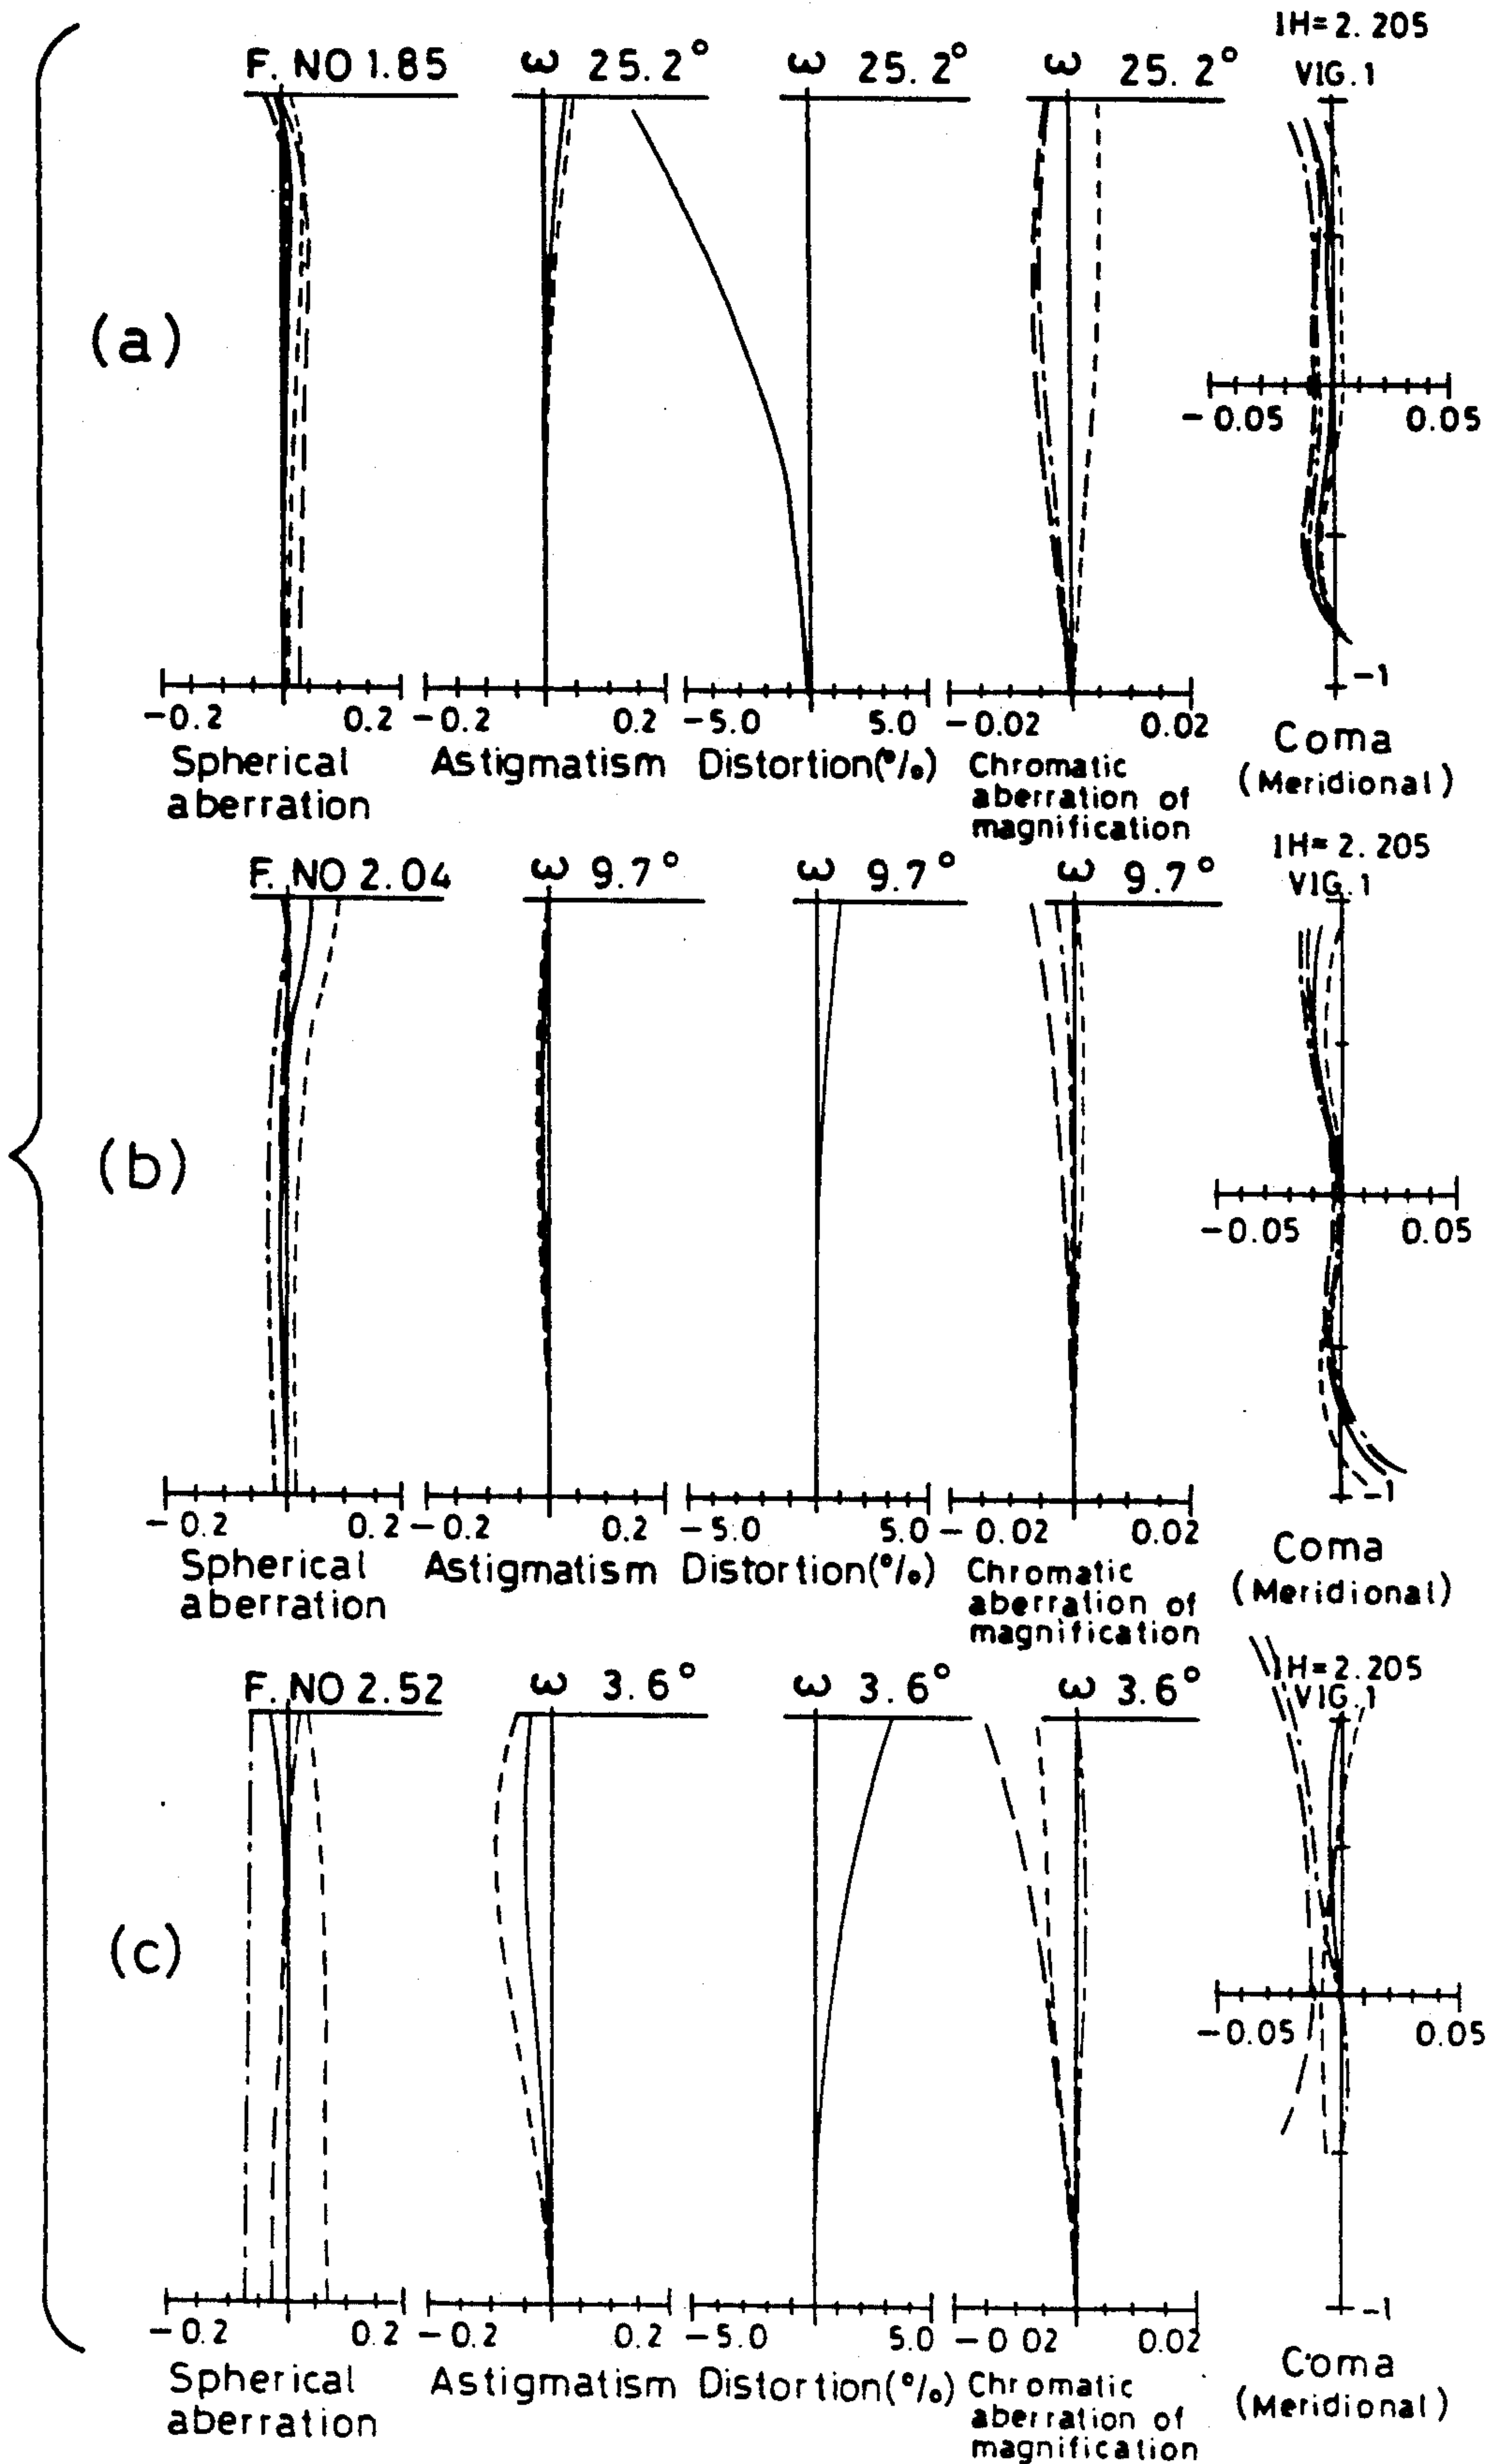 (a)
F. NO 1.85
ω 25.2°
ω 25.2°
ω 25.2°
IH=2.205
VIG.1
-0.2 0.2
-0.2 0.2
-5.0 5.0
-0.02 0.02
-0.05 0.05
-1
Spherical
aberration
Astigmatism
Distortion(%)
Chromatic
aberration of
magnification
Coma
(Meridional)
(b)
F. NO 2.04
ω 9.7°
ω 9.7°
ω 9.7°
IH=2.205
VIG.1
-0.2 0.2
-0.2 0.2
-5.0 5.0
-0.02 0.02
-0.05 0.05
-1
Spherical
aberration
Astigmatism
Distortion(%)
Chromatic
aberration of
magnification
Coma
(Meridional)
(c)
F. NO 2.52
ω 3.6°
ω 3.6°
ω 3.6°
IH=2.205
VIG.1
-0.2 0.2
-0.2 0.2
-5.0 5.0
-0 02 0.02
-0.05 0.05
-1
Spherical
aberration
Astigmatism
Distortion(%)
Chromatic
aberration of
magnification
Coma
(Meridional)